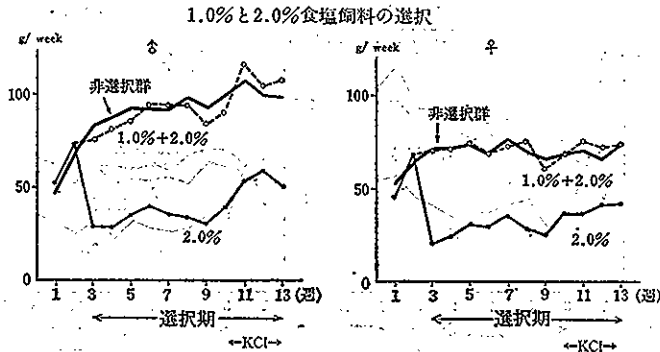 1.0%と2.0%食塩飼料の選択
g/ week
♂
100
50
0
非選択群
1.0%+2.0%
2.0%
1 3 5 7 9 11 13 (週)
選択期
←KCl→
g/ week
♀
100
50
0
非選択群
1.0%+2.0%
2.0%
1 3 5 7 9 11 13 (週)
選択期
←KCl→